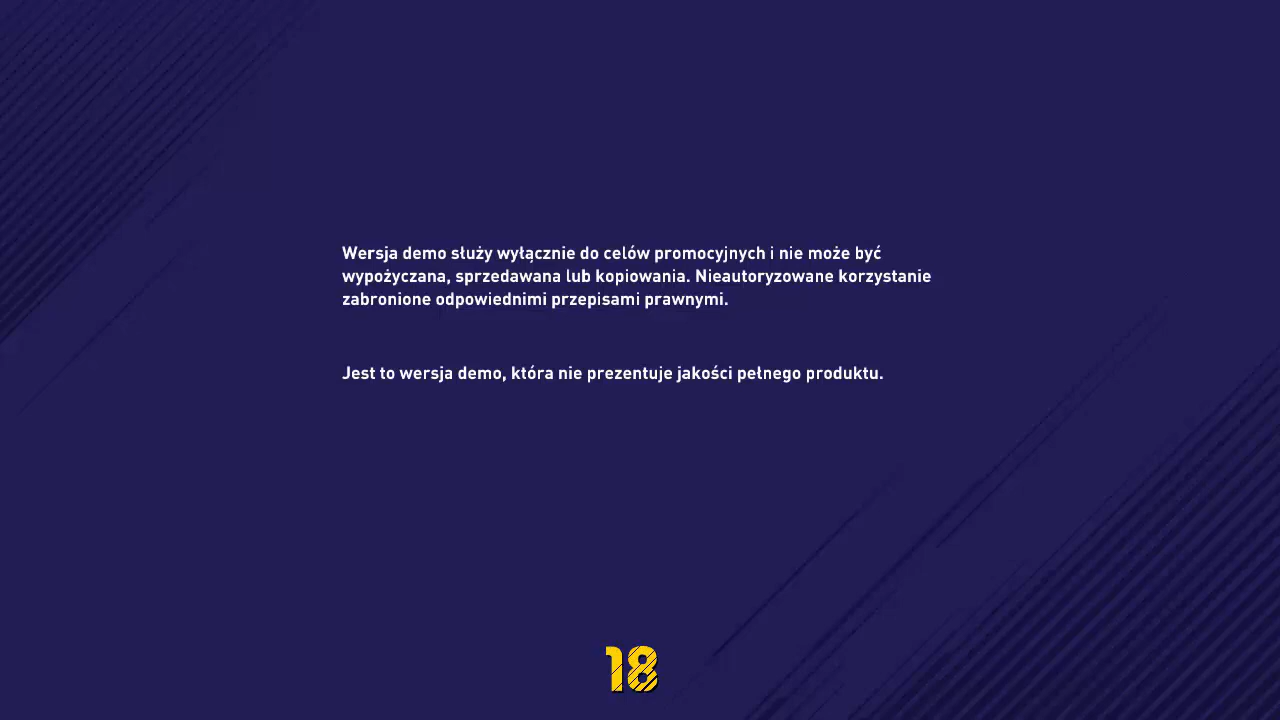 Wersja demo służy wyłącznie do celów promocyjnych i nie może być
wypożyczana, sprzedawana lub kopiowania. Nieautoryzowane korzystanie
zabronione odpowiednimi przepisami prawnymi.
Jest to wersja demo, która nie prezentuje jakości pełnego produktu.
18